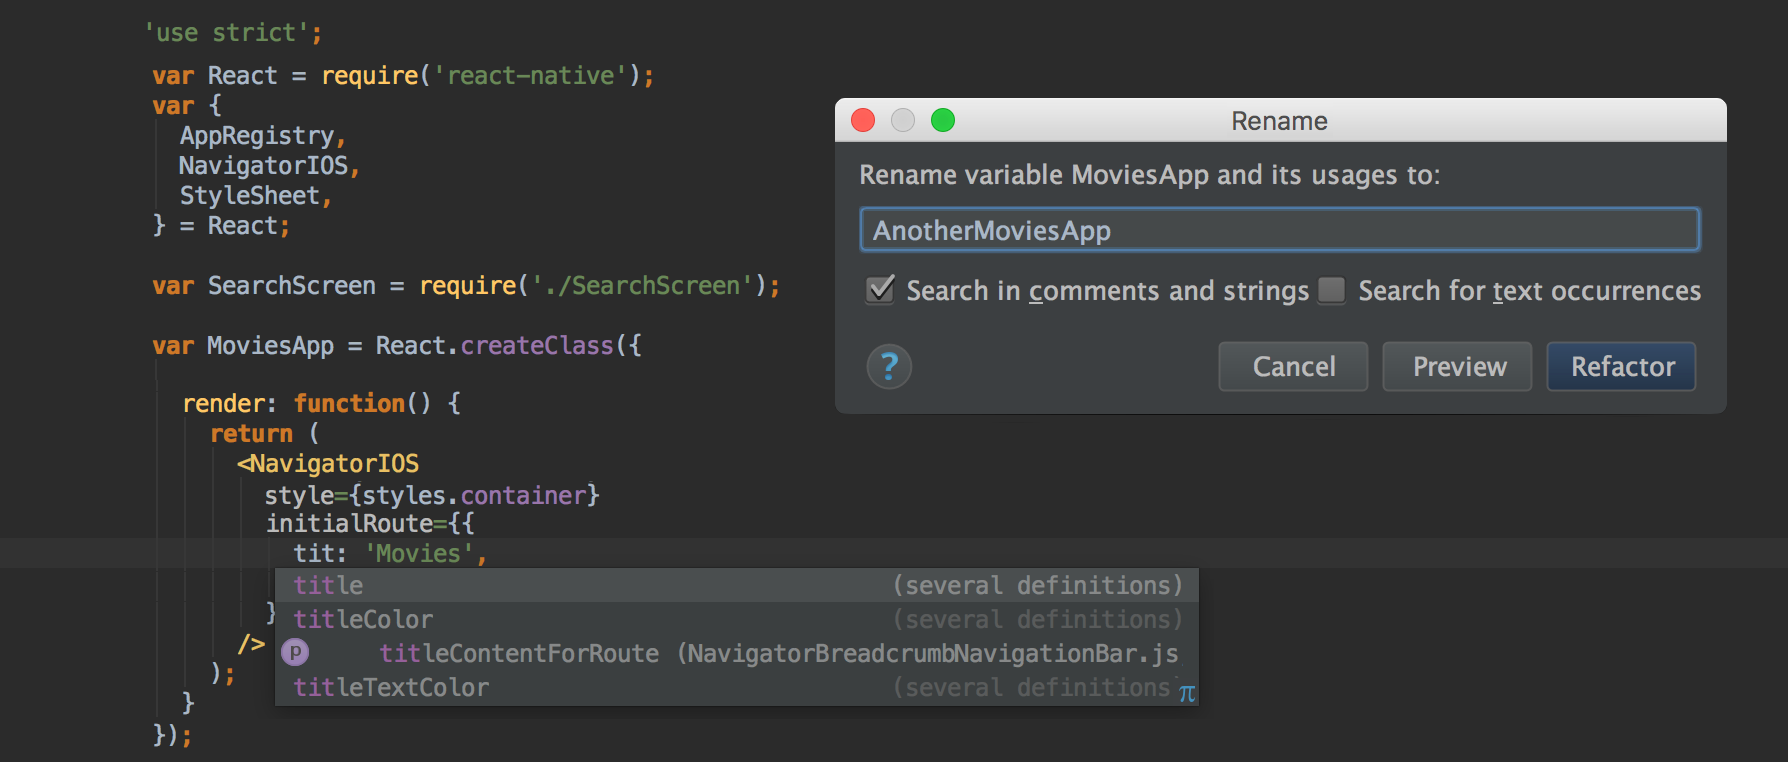 'use strict';
var React = require('react-native');
var {
AppRegistry,
NavigatorIOS,
StyleSheet,
} = React;
var SearchScreen = require('./SearchScreen');
var MoviesApp = React.createClass({
render: function() {
return (
<NavigatorIOS
style={styles.container}
initialRoute={{
tit: 'Movies',
title (several definitions)
titleColor (several definitions)
}
p titleContentForRoute (NavigatorBreadcrumbNavigationBar.js
/>
titleTextColor (several definitions) π
);
}
});
Rename
Rename variable MoviesApp and its usages to:
AnotherMoviesApp
Search in comments and strings Search for text occurrences
? Cancel Preview Refactor